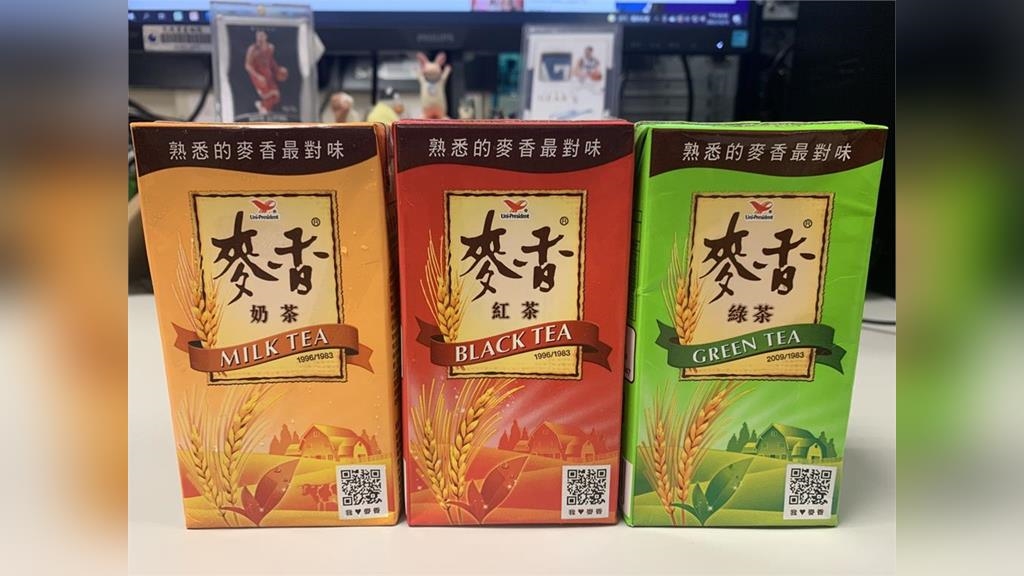 PHILIPS
熟悉的麥香最對味
Uni-President
麥香®
奶茶
MILK TEA
1996/1983
我♥麥香
熟悉的麥香最對味
Uni-President
麥香®
紅茶
BLACK TEA
1996/1983
我♥麥香
熟悉的麥香最對味
Uni-President
麥香®
綠茶
GREEN TEA
2009/1983
我♥麥香